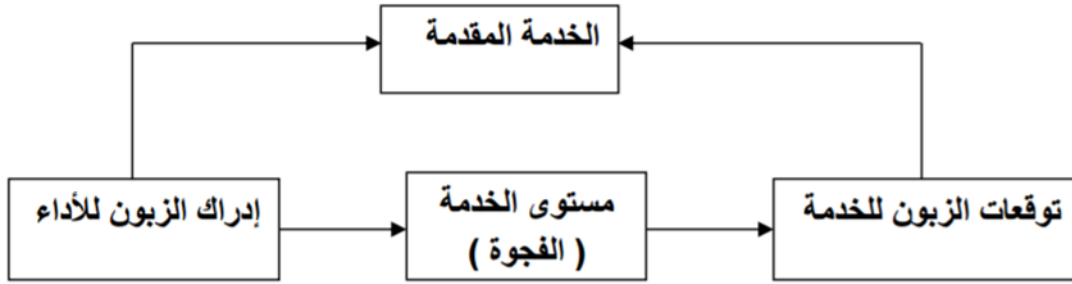 الخدمة المقدمة
توقعات الزبون للخدمة
مستوى الخدمة
( الفجوة )
إدراك الزبون للأداء